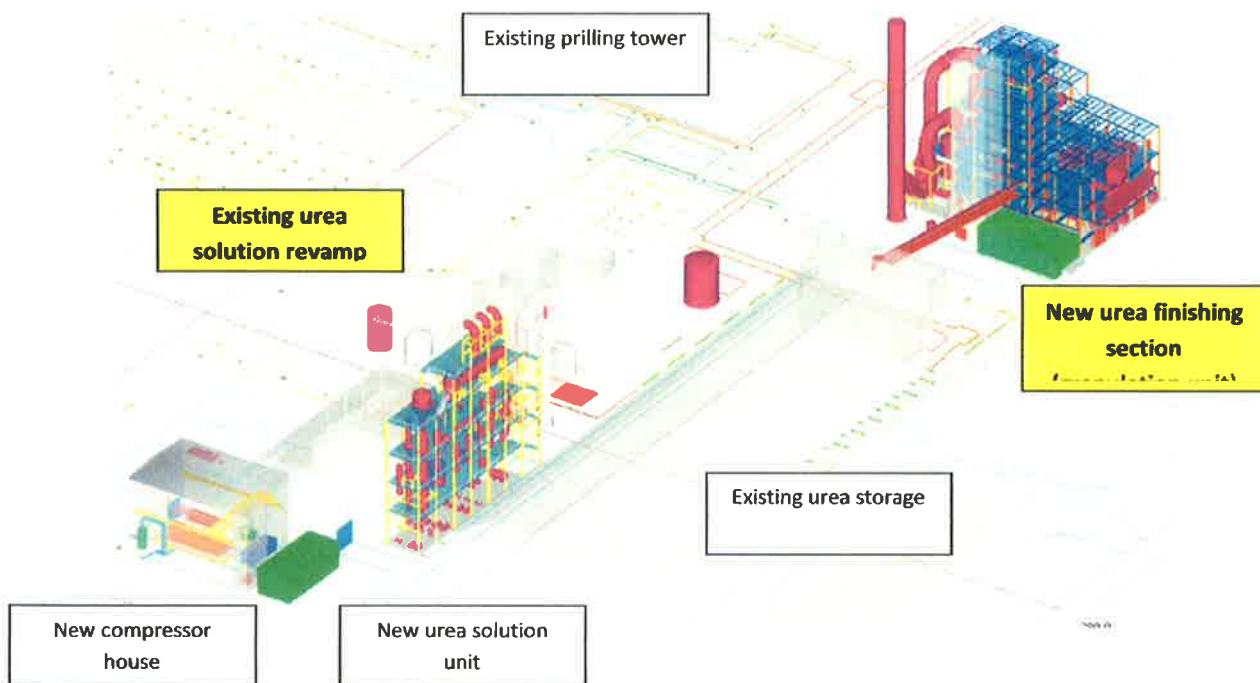 Existing prilling tower
Existing urea
solution revamp
New urea finishing
section
Existing urea storage
New compressor
house
New urea solution
unit